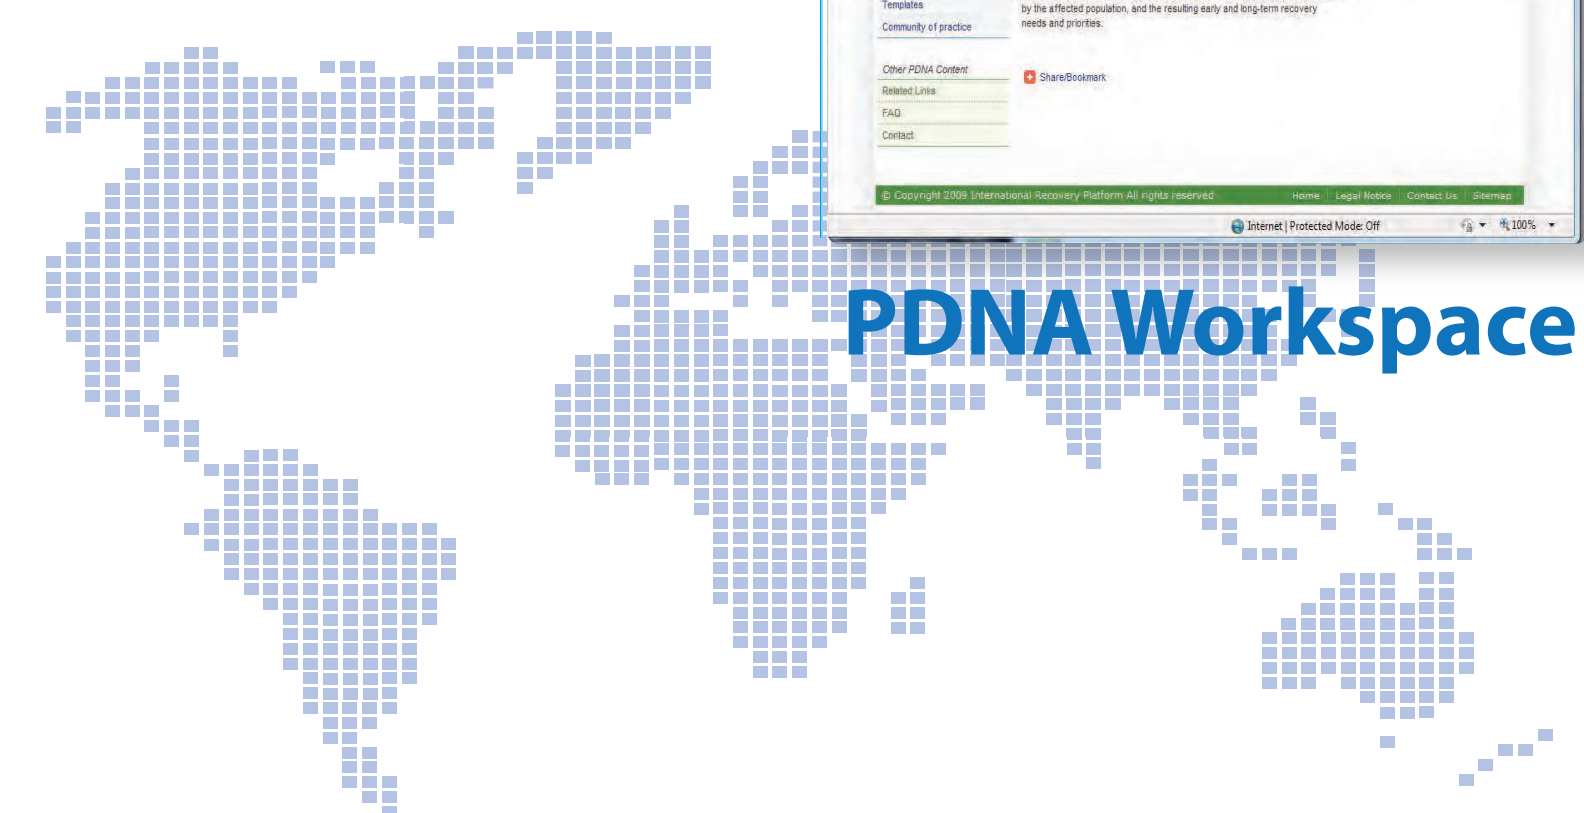 Templates
by the affected population, and the resulting early and long-term recovery
Community of practice
needs and priorities.
Other PDNA Content
Share/Bookmark
Related Links
FAQ
Contact
© Copyright 2009 International Recovery Platform All rights reserved
Home | Legal Notice | Contact Us | Sitemap
Internet | Protected Mode: Off
100%
PDNA Workspace